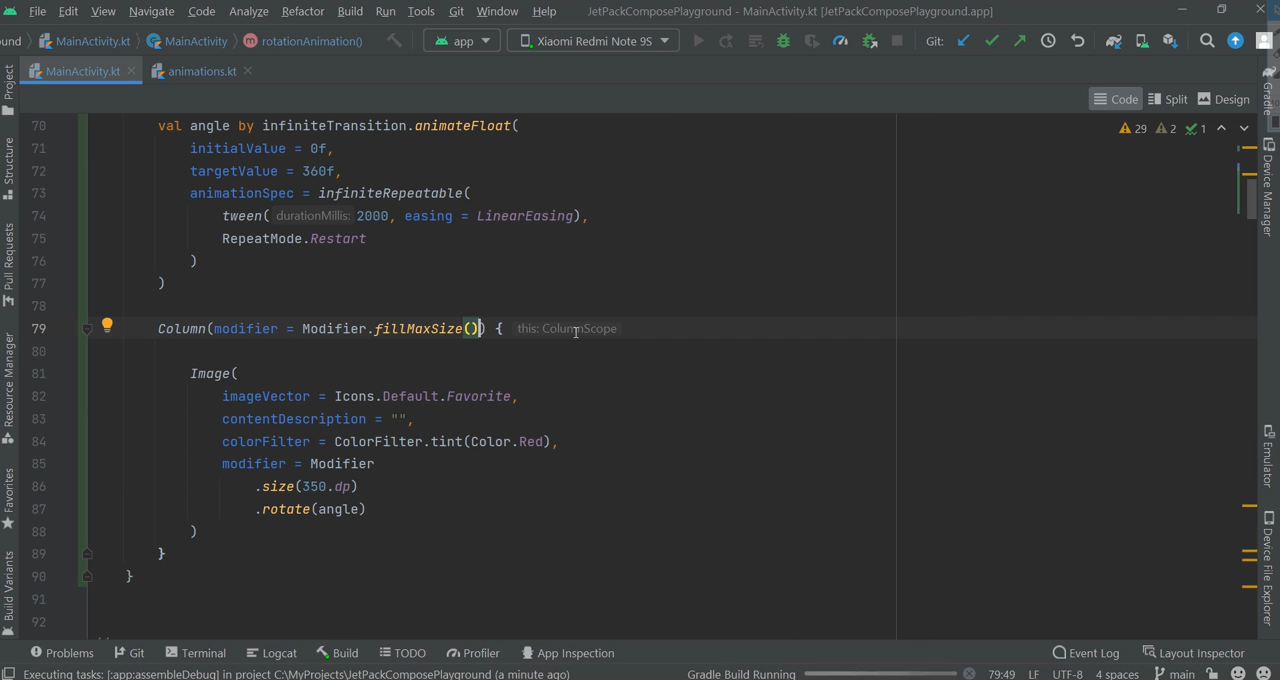 File Edit View Navigate Code Analyze Refactor Build Run Tools Git Window Help JetPackComposePlayground - MainActivity.kt [JetPackComposePlayground.app]
ound MainActivity.kt MainActivity m rotationAnimation() app Xiaomi Redmi Note 9S Git:
MainActivity.kt animations.kt
Code Split Design
29 2 1
70 val angle by infiniteTransition.animateFloat(
71 initialValue = 0f,
72 targetValue = 360f,
73 animationSpec = infiniteRepeatable(
74 tween( durationMillis: 2000, easing = LinearEasing),
75 RepeatMode.Restart
76 )
77 )
78
79 Column(modifier = Modifier.fillMaxSize()) { this: ColumnScope
80
81 Image(
82 imageVector = Icons.Default.Favorite,
83 contentDescription = "",
84 colorFilter = ColorFilter.tint(Color.Red),
85 modifier = Modifier
86 .size(350.dp)
87 .rotate(angle)
88 )
89 }
90 }
91
92
Project
Structure
Pull Requests
Resource Manager
Favorites
Build Variants
Gradle
Device Manager
Emulator
Device File Explorer
Problems Git Terminal Logcat Build TODO Profiler App Inspection Event Log Layout Inspector
Executing tasks: [:app:assembleDebug] in project C:\MyProjects\JetPackComposePlayground (a minute ago) Gradle Build Running 79:49 LF UTF-8 4 spaces main